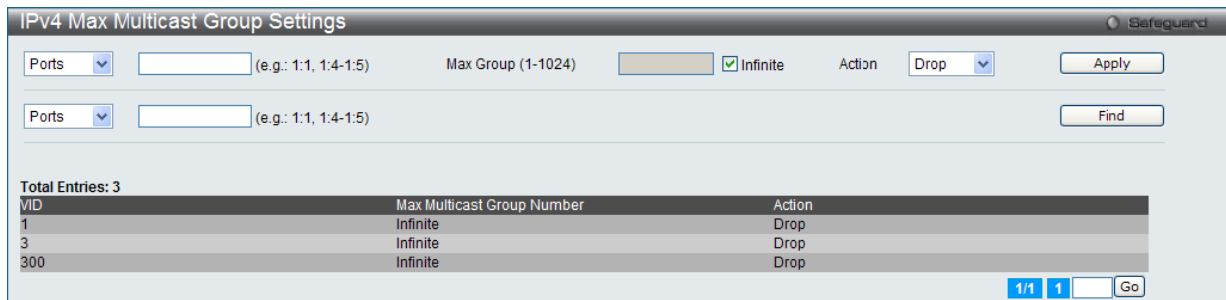 IPv4 Max Multicast Group Settings Safeguard
Ports (e.g.: 1:1, 1:4-1:5) Max Group (1-1024) Infinite Action Drop Apply
Ports (e.g.: 1:1, 1:4-1:5) Find
Total Entries: 3
VID Max Multicast Group Number Action
1 Infinite Drop
3 Infinite Drop
300 Infinite Drop
1/1 1 Go